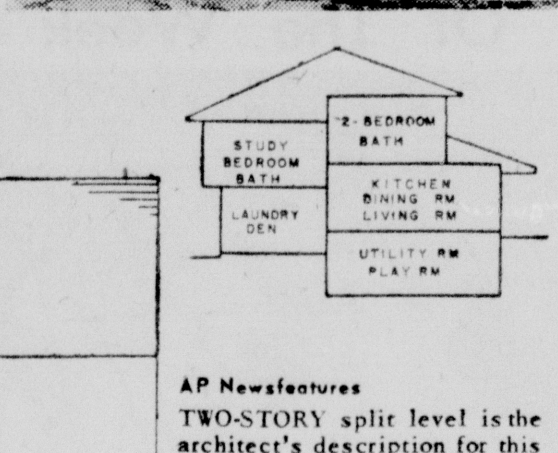 2-BEDROOM
BATH
STUDY
BEDROOM
BATH
KITCHEN
DINING RM
LIVING RM
LAUNDRY
DEN
UTILITY RM
PLAY RM
AP Newsfeatures
TWO-STORY split level is the
architect's description for this